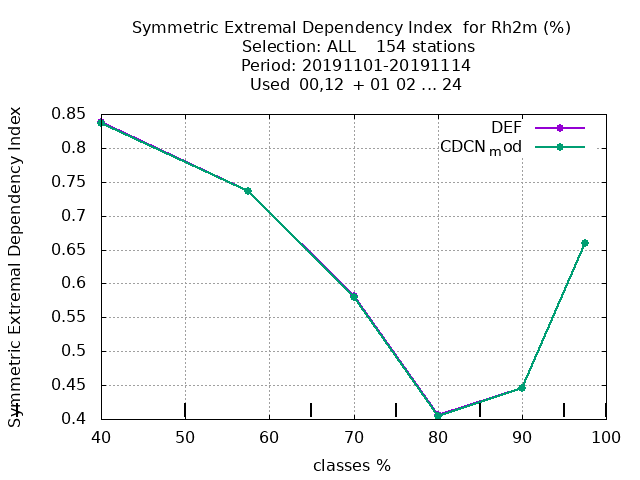 Symmetric Extremal Dependency Index  for Rh2m (%)
Selection: ALL    154 stations
Period: 20191101-20191114
Used  00,12  + 01 02 ... 24
DEF
CDCNmod
Symmetric Extremal Dependency Index
0.85
0.8
0.75
0.7
0.65
0.6
0.55
0.5
0.45
0.4
40 50 60 70 80 90 100
classes %